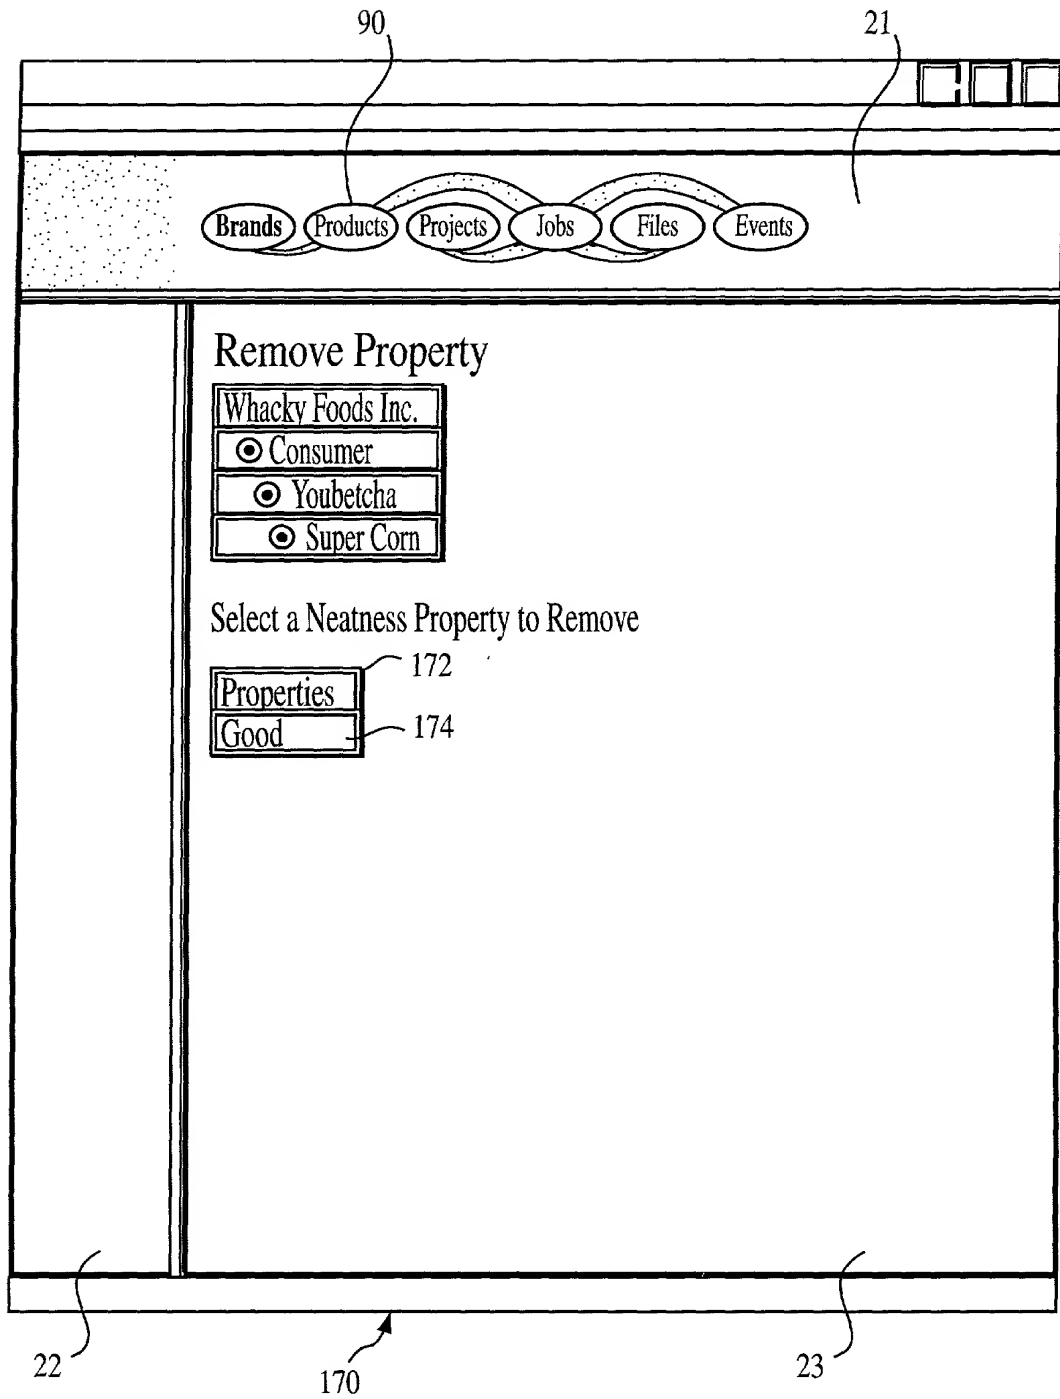 90
21
Brands Products Projects Jobs Files Events
Remove Property
Whacky Foods Inc.
Consumer
Youbetcha
Super Corn
Select a Neatness Property to Remove
172
Properties
Good
174
22
170
23